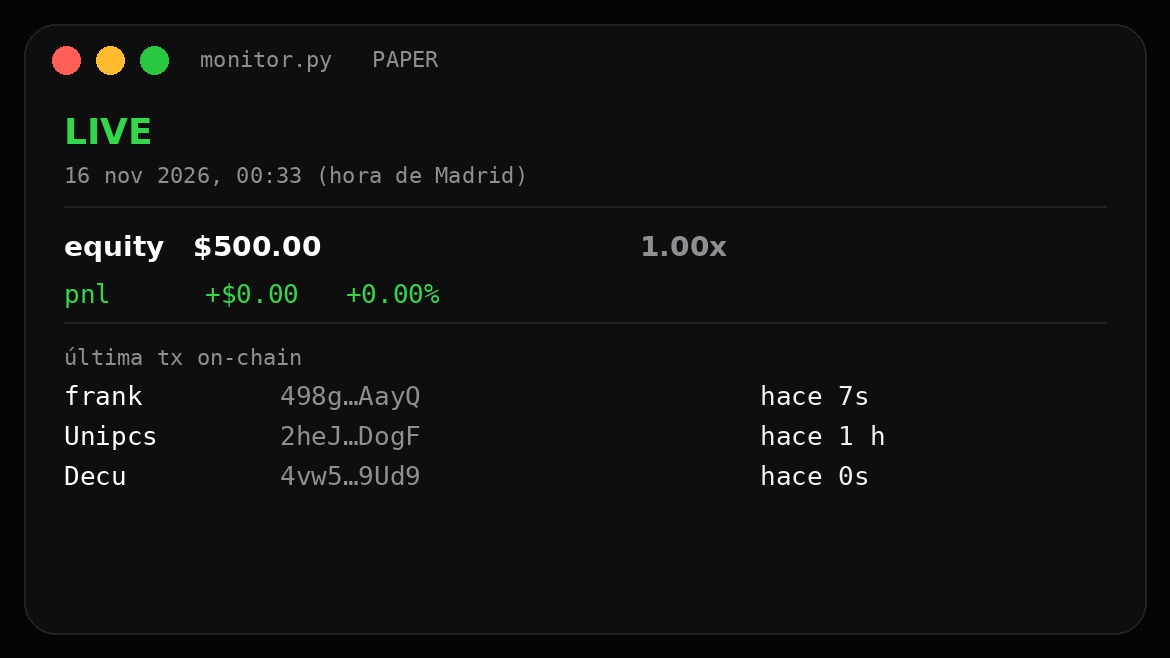 monitor.py PAPER
LIVE
16 nov 2026, 00:33 (hora de Madrid)
equity $500.00 1.00x
pnl +$0.00 +0.00%
última tx on-chain
frank 498g…AayQ hace 7s
Unipcs 2heJ…DogF hace 1 h
Decu 4vw5…9Ud9 hace 0s